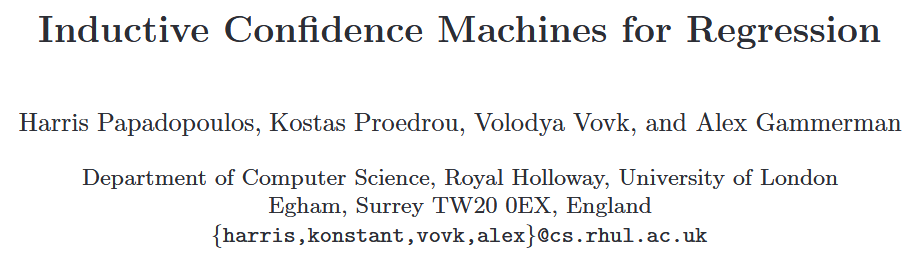 Inductive Confidence Machines for Regression
Harris Papadopoulos, Kostas Proedrou, Volodya Vovk, and Alex Gammerman
Department of Computer Science, Royal Holloway, University of London
Egham, Surrey TW20 0EX, England
{harris,konstant,vovk,alex}@cs.rhul.ac.uk